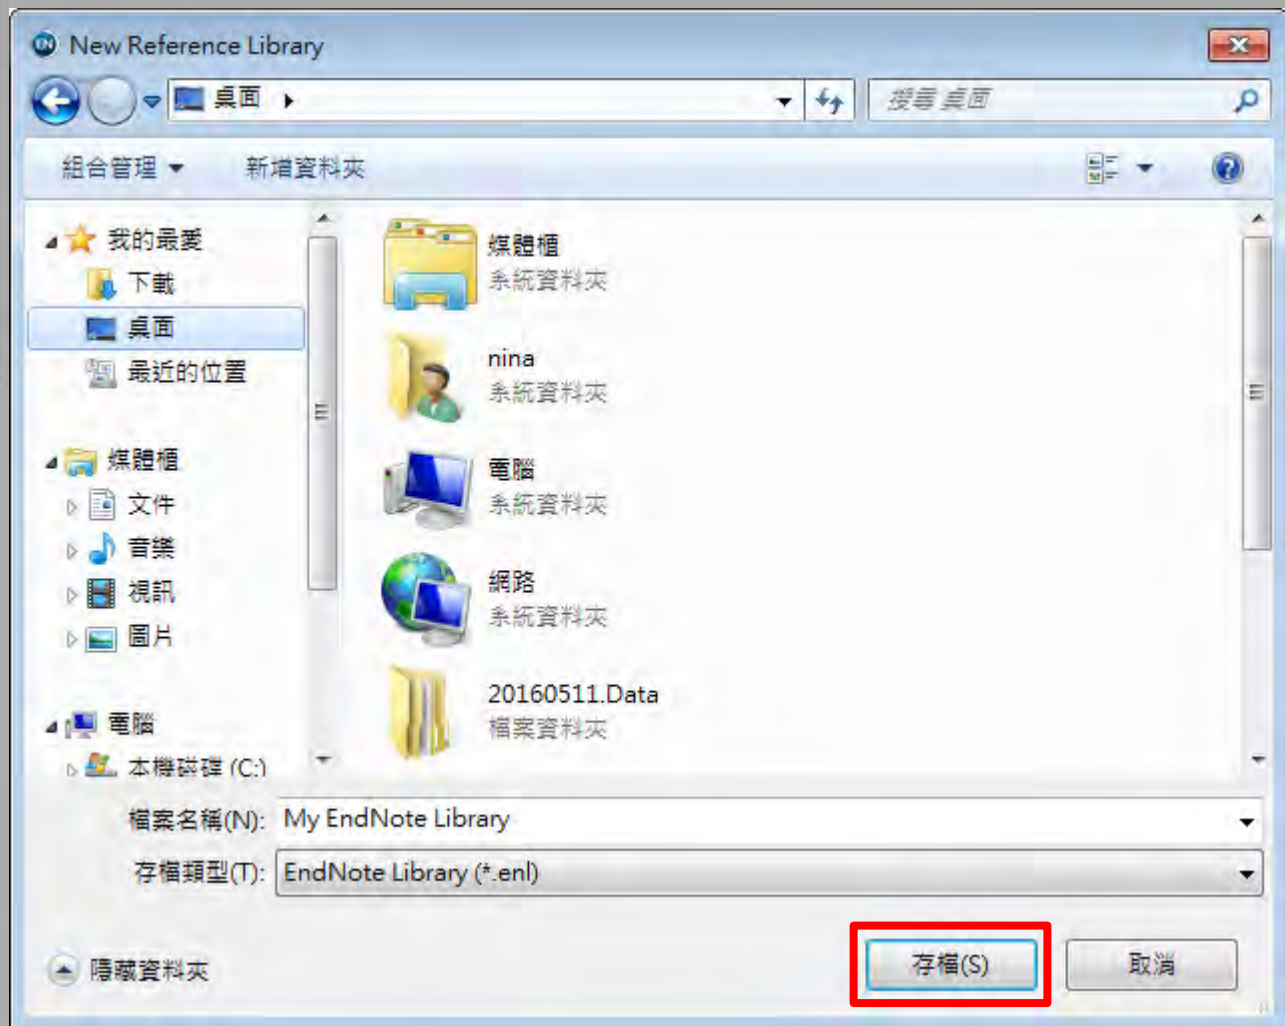 New Reference Library
桌面
搜尋 桌面
組合管理
新增資料夾
我的最愛
下載
桌面
最近的位置
媒體櫃
文件
音樂
視訊
圖片
電腦
本機磁碟 (C:)
媒體櫃
系統資料夾
nina
系統資料夾
電腦
系統資料夾
網路
系統資料夾
20160511.Data
檔案資料夾
檔案名稱(N): My EndNote Library
存檔類型(T): EndNote Library (*.enl)
隱藏資料夾
存檔(S)
取消